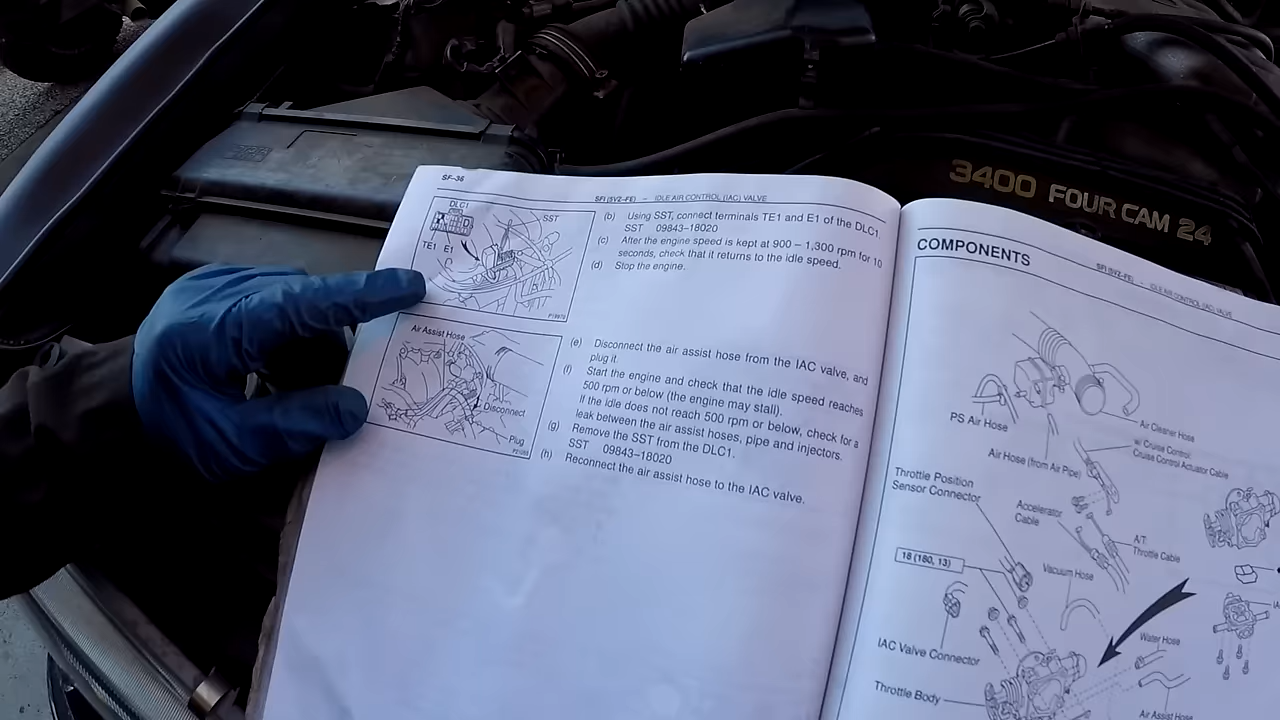 3400 FOUR CAM 24
SF–36
SFI (5VZ–FE) – IDLE AIR CONTROL (IAC) VALVE
DLC1
SST
TE1 E1
(b) Using SST, connect terminals TE1 and E1 of the DLC1.
SST 09843–18020
(c) After the engine speed is kept at 900 – 1,300 rpm for 10
seconds, check that it returns to the idle speed.
(d) Stop the engine.
Air Assist Hose
Disconnect
Plug
(e) Disconnect the air assist hose from the IAC valve, and
plug it.
(f) Start the engine and check that the idle speed reaches
500 rpm or below (the engine may stall).
If the idle does not reach 500 rpm or below, check for a
leak between the air assist hoses, pipe and injectors.
(g) Remove the SST from the DLC1.
SST 09843–18020
(h) Reconnect the air assist hose to the IAC valve.
SFI (5VZ–FE) – IDLE AIR CONTROL (IAC) VALVE
COMPONENTS
PS Air Hose
Air Cleaner Hose
w/ Cruise Control:
Cruise Control Actuator Cable
Air Hose (from Air Pipe)
Throttle Position
Sensor Connector
Accelerator
Cable
A/T
Throttle Cable
18 (180, 13)
Vacuum Hose
Water Hose
IAC Valve Connector
Throttle Body
Air Assist Hose